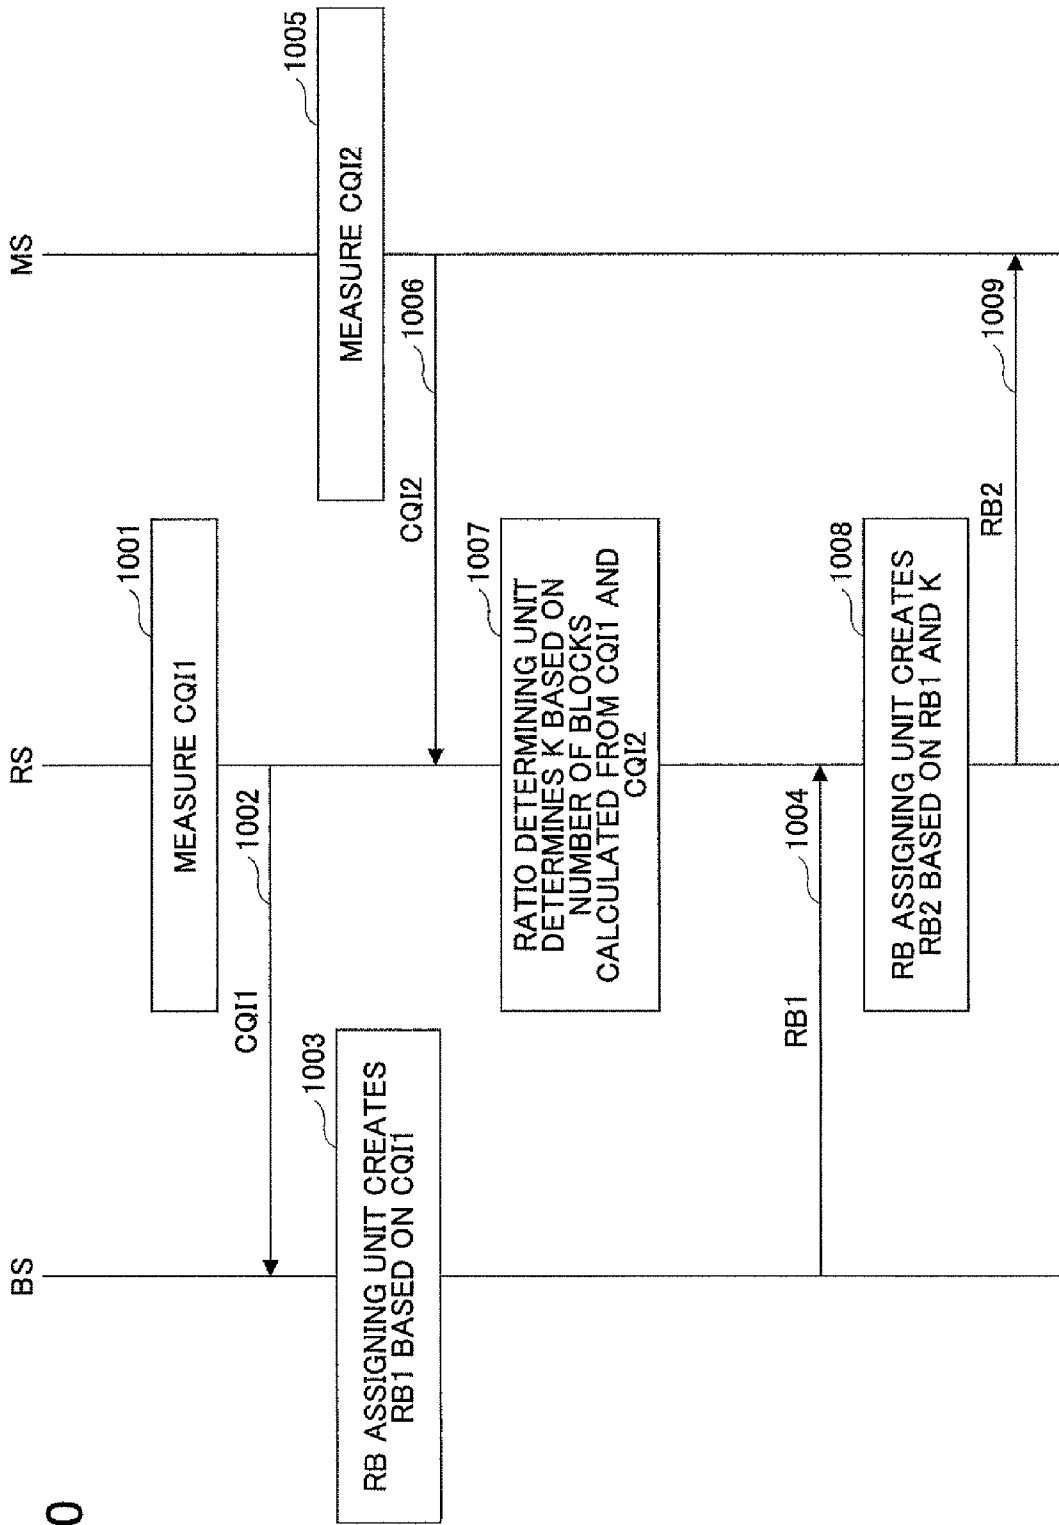 0
BS
RS
MS
MEASURE CQI1
1001
MEASURE CQI2
1005
CQI1
1002
RB ASSIGNING UNIT CREATES
RB1 BASED ON CQI1
1003
CQI2
1006
RATIO DETERMINING UNIT
DETERMINES K BASED ON
NUMBER OF BLOCKS
CALCULATED FROM CQI1 AND
CQI2
1007
RB1
1004
RB ASSIGNING UNIT CREATES
RB2 BASED ON RB1 AND K
1008
RB2
1009